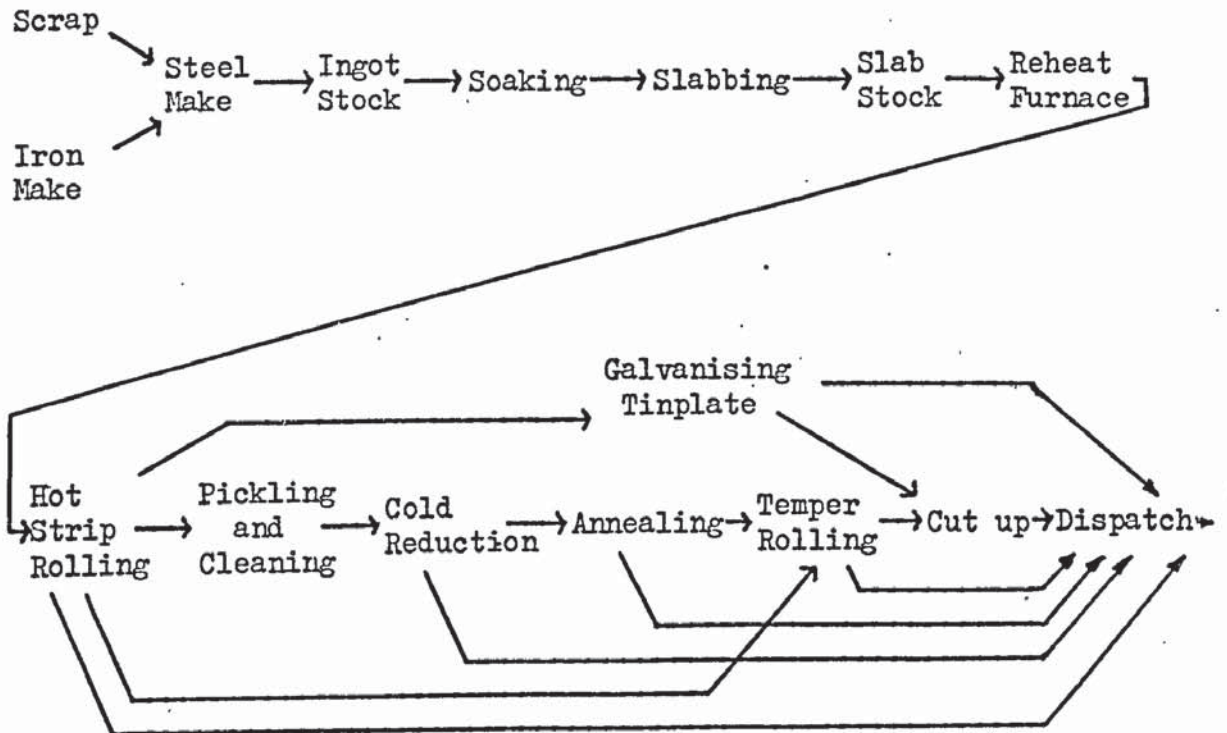 Scrap
Steel
Make
Iron
Make
Ingot
Stock
Soaking
Slabbing
Slab
Stock
Reheat
Furnace
Galvanising
Tinplate
Hot
Strip
Rolling
Pickling
and
Cleaning
Cold
Reduction
Annealing
Temper
Rolling
Cut up
Dispatch